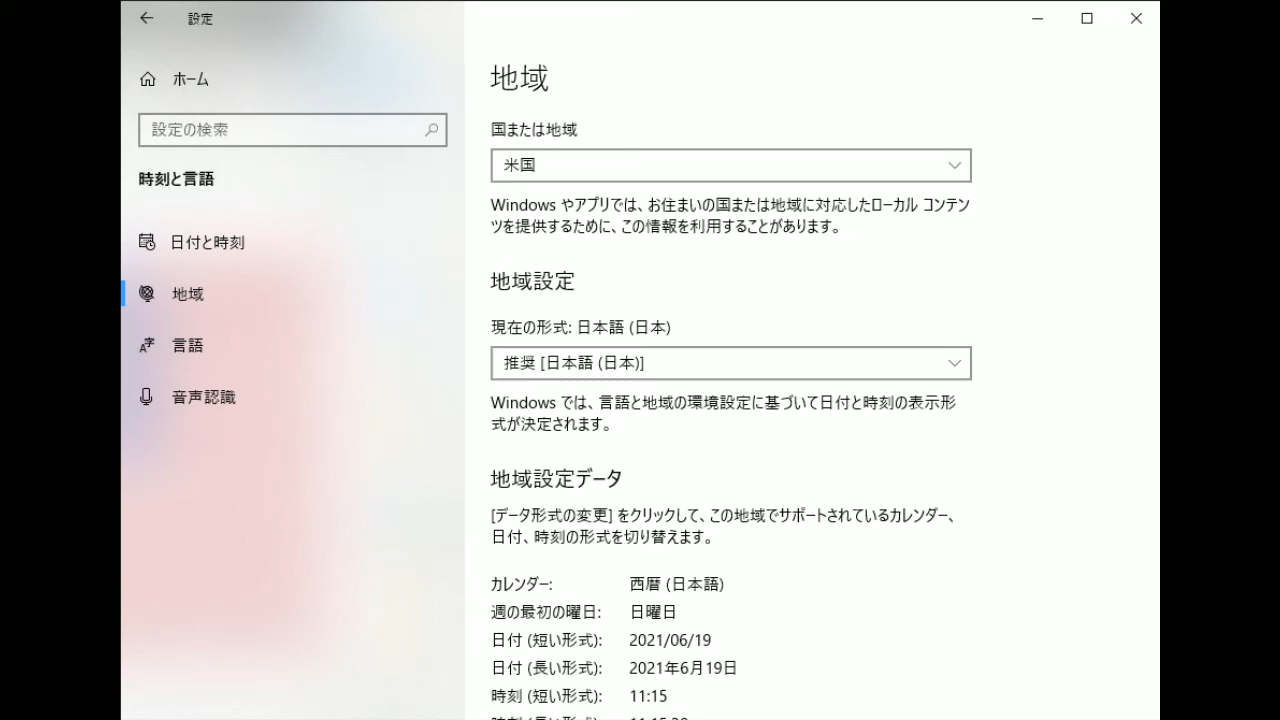 設定
ホーム
設定の検索
時刻と言語
日付と時刻
地域
言語
音声認識
地域
国または地域
米国
Windows やアプリでは、お住まいの国または地域に対応したローカル コンテン
ツを提供するために、この情報を利用することがあります。
地域設定
現在の形式: 日本語 (日本)
推奨 [日本語 (日本)]
Windows では、言語と地域の環境設定に基づいて日付と時刻の表示形
式が決定されます。
地域設定データ
[データ形式の変更] をクリックして、この地域でサポートされているカレンダー、
日付、時刻の形式を切り替えます。
カレンダー: 西暦 (日本語)
週の最初の曜日: 日曜日
日付 (短い形式): 2021/06/19
日付 (長い形式): 2021年6月19日
時刻 (短い形式): 11:15